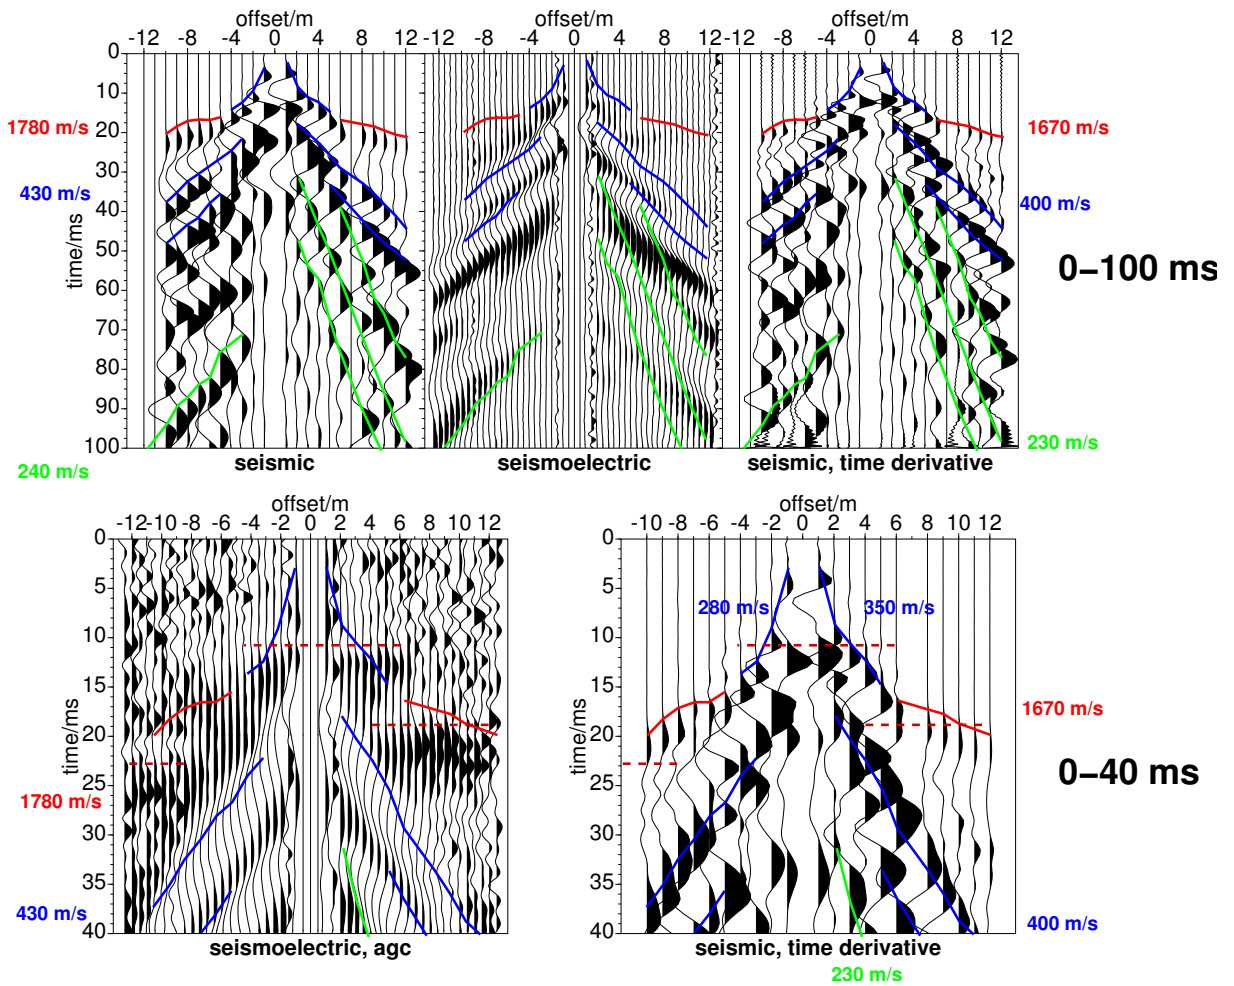 offset/m offset/m offset/m
-12 -8 -4 0 4 8 12 -12 -8 -4 0 4 8 12 -12 -8 -4 0 4 8 12
0
10
1780 m/s 20 1670 m/s
30
430 m/s 40 400 m/s
time/ms
50
0–100 ms
60
70
80
90
100 230 m/s
seismic seismoelectric seismic, time derivative
240 m/s
offset/m offset/m
-12 -10 -8 -6 -4 -2 0 2 4 6 8 10 12 -10 -8 -6 -4 -2 0 2 4 6 8 10 12
0 0
5 5
280 m/s 350 m/s
10 10
15 15
1670 m/s
20 20
time/ms time/ms
0–40 ms
25 25
1780 m/s
30 30
35 35
430 m/s 400 m/s
40 40
seismoelectric, agc seismic, time derivative
230 m/s